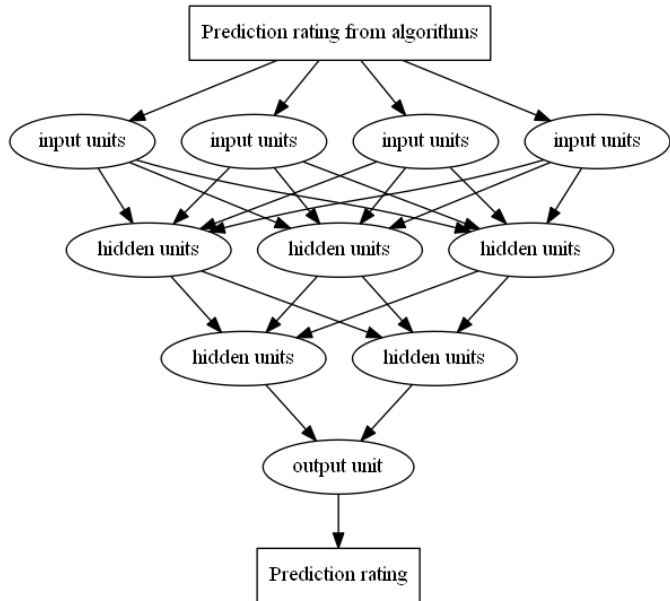 Prediction rating from algorithms
input units
input units
input units
input units
hidden units
hidden units
hidden units
hidden units
hidden units
output unit
Prediction rating